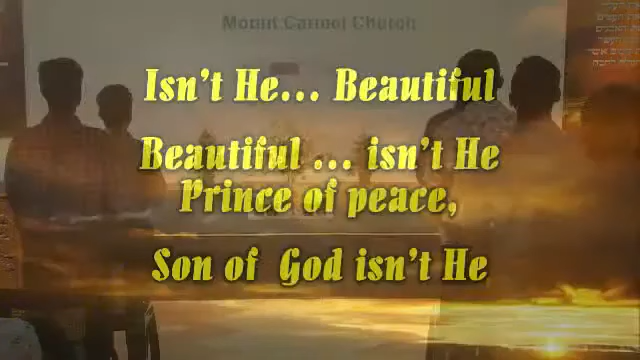 Mount Carmel Church
Isn't He... Beautiful
Beautiful ... isn't He
Prince of peace,
Son of God isn't He